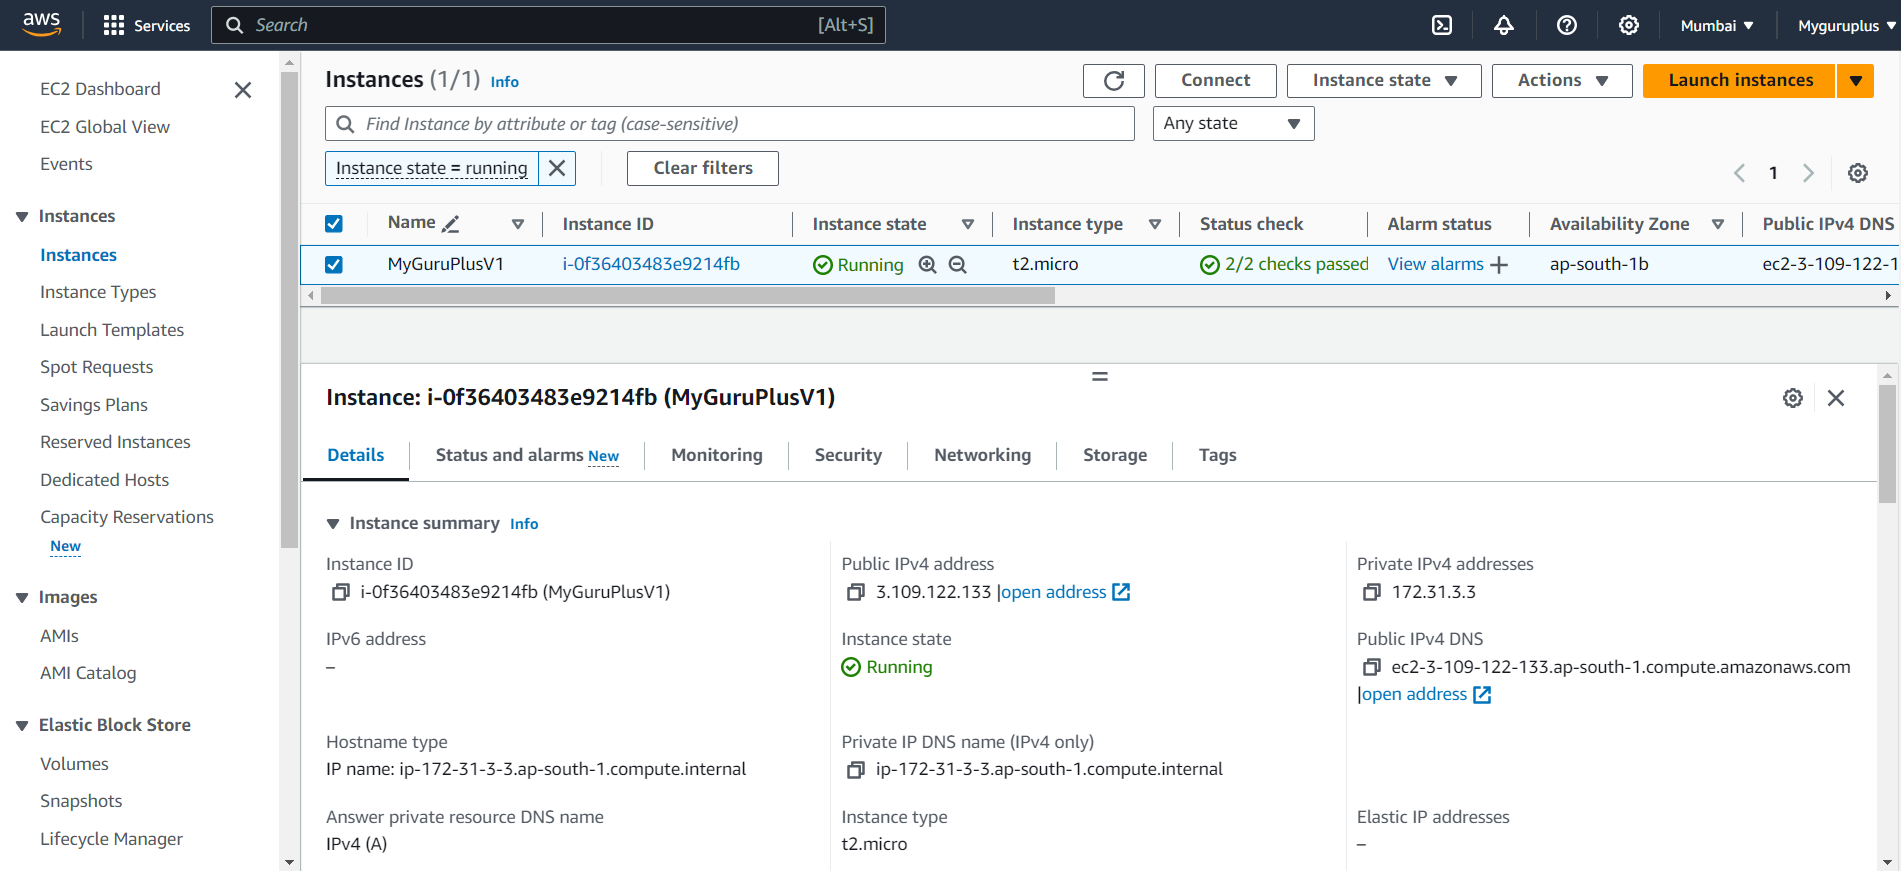 aws Services Search [Alt+S] Mumbai Myguruplus
EC2 Dashboard
EC2 Global View
Events
Instances
Instances
Instance Types
Launch Templates
Spot Requests
Savings Plans
Reserved Instances
Dedicated Hosts
Capacity Reservations
New
Images
AMIs
AMI Catalog
Elastic Block Store
Volumes
Snapshots
Lifecycle Manager
Instances (1/1) Info Connect Instance state Actions Launch instances
Find Instance by attribute or tag (case-sensitive) Any state
Instance state = running Clear filters 1
Name Instance ID Instance state Instance type Status check Alarm status Availability Zone Public IPv4 DNS
MyGuruPlusV1 i-0f36403483e9214fb Running t2.micro 2/2 checks passed View alarms ap-south-1b ec2-3-109-122-1
Instance: i-0f36403483e9214fb (MyGuruPlusV1)
Details Status and alarms New Monitoring Security Networking Storage Tags
Instance summary Info
Instance ID Public IPv4 address Private IPv4 addresses
i-0f36403483e9214fb (MyGuruPlusV1) 3.109.122.133 |open address 172.31.3.3
IPv6 address Instance state Public IPv4 DNS
– Running ec2-3-109-122-133.ap-south-1.compute.amazonaws.com
|open address
Hostname type Private IP DNS name (IPv4 only)
IP name: ip-172-31-3-3.ap-south-1.compute.internal ip-172-31-3-3.ap-south-1.compute.internal
Answer private resource DNS name Instance type Elastic IP addresses
IPv4 (A) t2.micro –